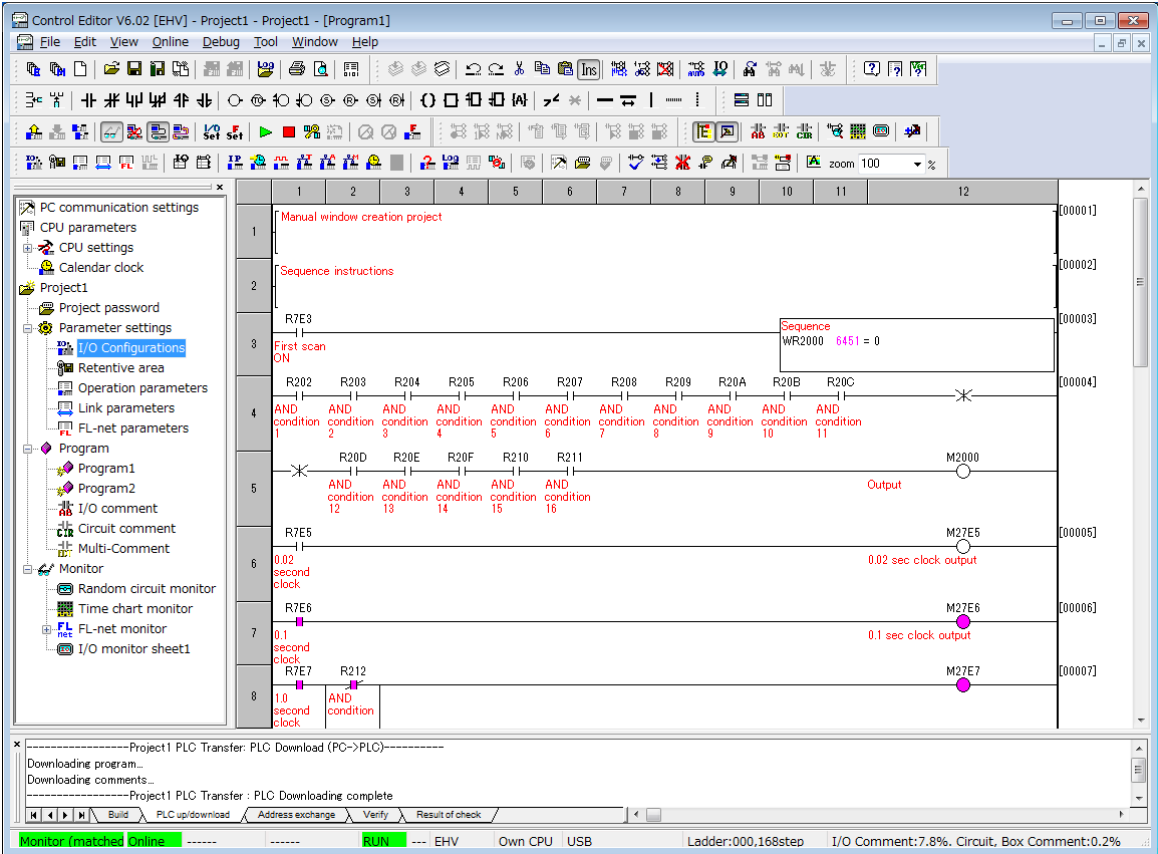 Control Editor V6.02 [EHV] - Project1 - Project1 - [Program1]
File Edit View Online Debug Tool Window Help
Ins
zoom 100 %
PC communication settings
CPU parameters
CPU settings
Calendar clock
Project1
Project password
Parameter settings
I/O Configurations
Retentive area
Operation parameters
Link parameters
FL-net parameters
Program
Program1
Program2
I/O comment
Circuit comment
Multi-Comment
Monitor
Random circuit monitor
Time chart monitor
FL-net monitor
I/O monitor sheet1
1 2 3 4 5 6 7 8 9 10 11 12
1 Manual window creation project [00001]
2 Sequence instructions [00002]
R7E3 [00003]
Sequence
3 WR2000 6451 = 0
First scan
ON
R202 R203 R204 R205 R206 R207 R208 R209 R20A R20B R20C [00004]
4 AND AND AND AND AND AND AND AND AND AND AND
condition condition condition condition condition condition condition condition condition condition condition
1 2 3 4 5 6 7 8 9 10 11
R20D R20E R20F R210 R211 M2000
5 AND AND AND AND AND Output
condition condition condition condition condition
12 13 14 15 16
R7E5 M27E5 [00005]
6 0.02 0.02 sec clock output
second
clock
R7E6 M27E6 [00006]
7 0.1 0.1 sec clock output
second
clock
R7E7 R212 M27E7 [00007]
8 1.0 AND
second condition
clock
-----------------Project1 PLC Transfer: PLC Download (PC->PLC)----------
Downloading program...
Downloading comments...
-----------------Project1 PLC Transfer : PLC Downloading complete
Build PLC up/download Address exchange Verify Result of check
Monitor (matched Online ------ ------ RUN --- EHV Own CPU USB Ladder:000,168step I/O Comment:7.8%. Circuit, Box Comment:0.2%